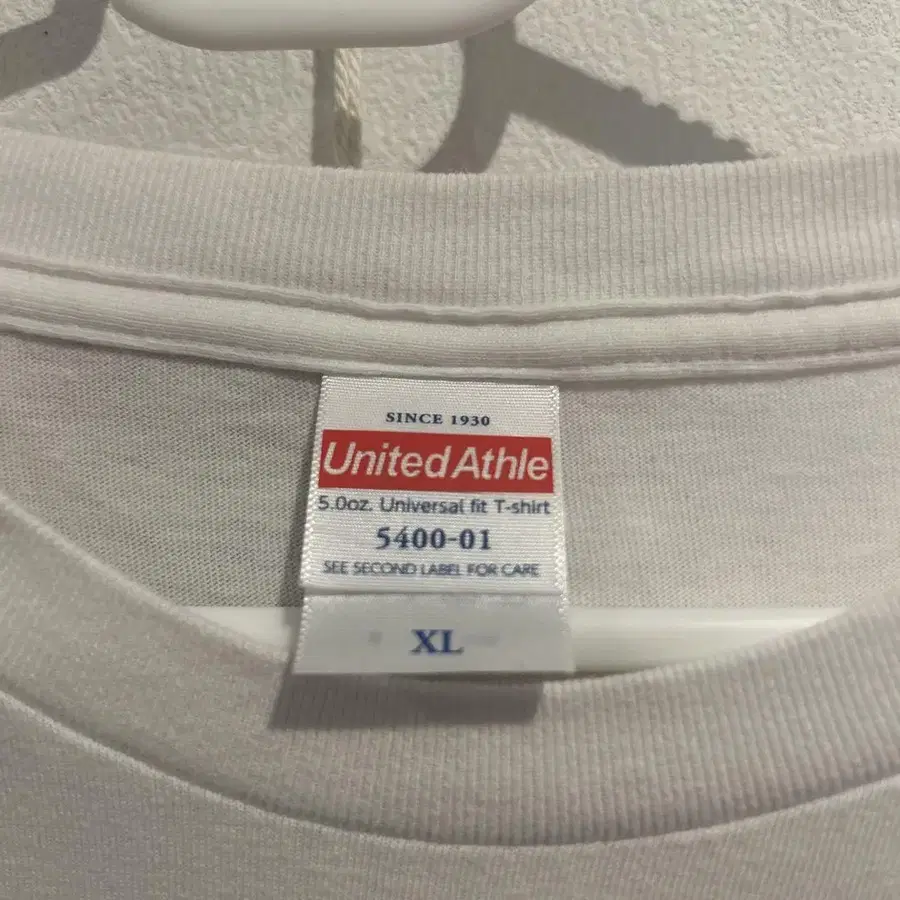 SINCE 1930
United Athle
5.0oz. Universal fit T-shirt
5400-01
SEE SECOND LABEL FOR CARE
XL